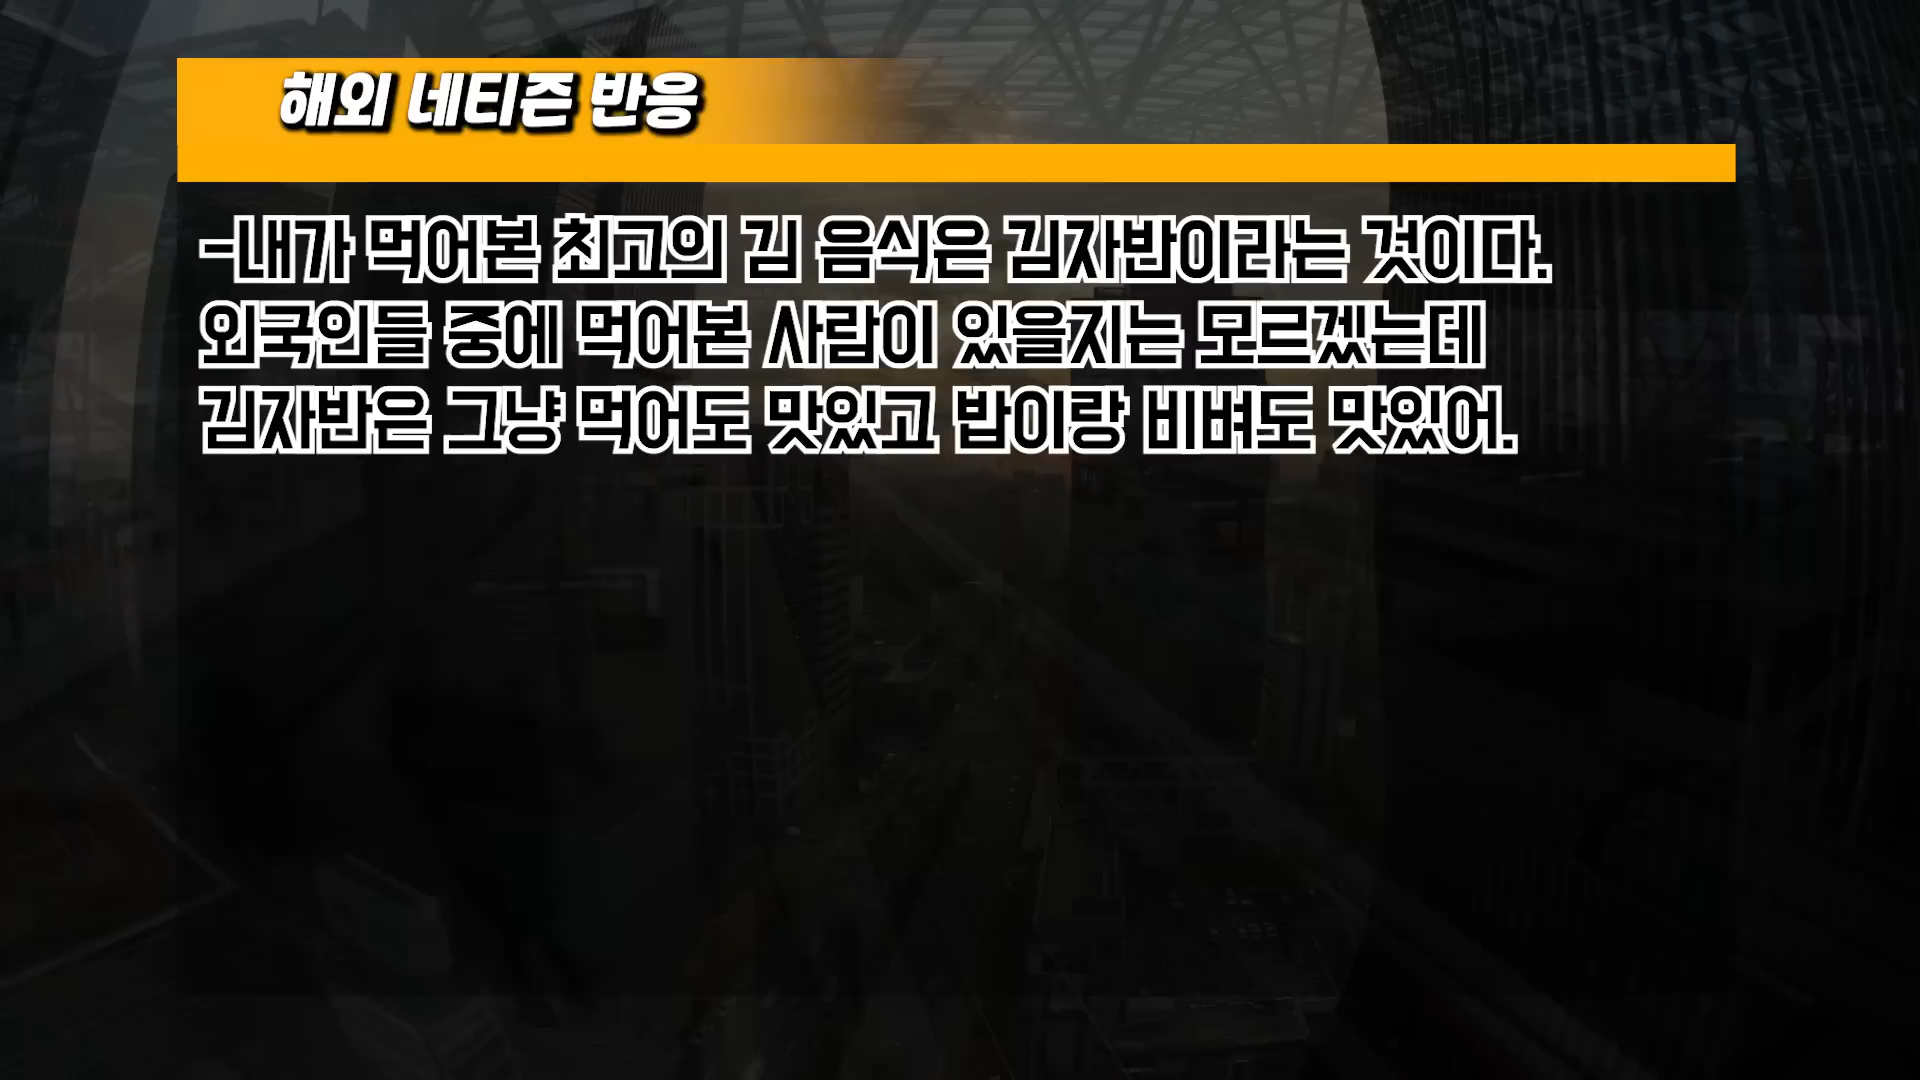 해외 네티즌 반응
-내가 먹어본 최고의 김 음식은 김자반이라는 것이다.
외국인들 중에 먹어본 사람이 있을지는 모르겠는데
김자반은 그냥 먹어도 맛있고 밥이랑 비벼도 맛있어.